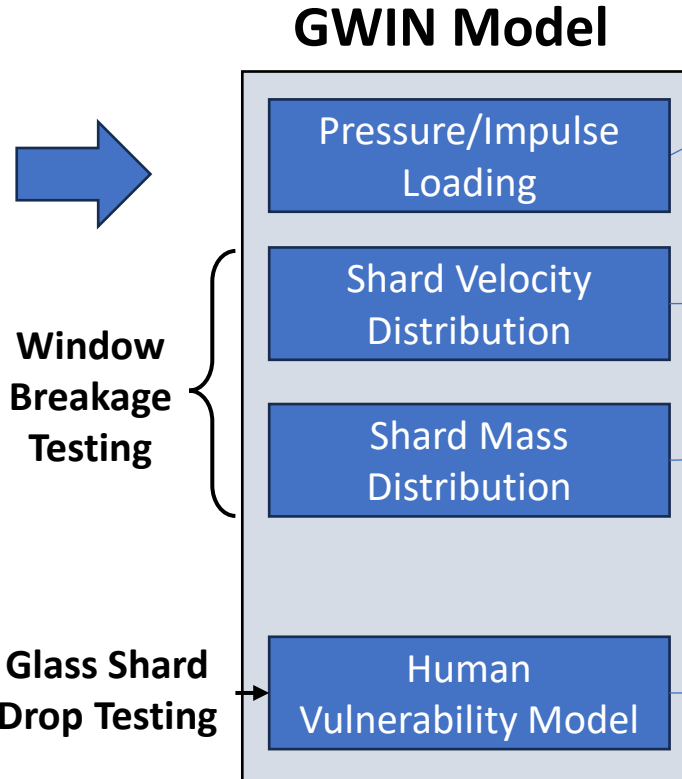 GWIN Model
Pressure/Impulse
Loading
Shard Velocity
Distribution
Window
Breakage
Testing
Shard Mass
Distribution
Glass Shard
Drop Testing
Human
Vulnerability Model